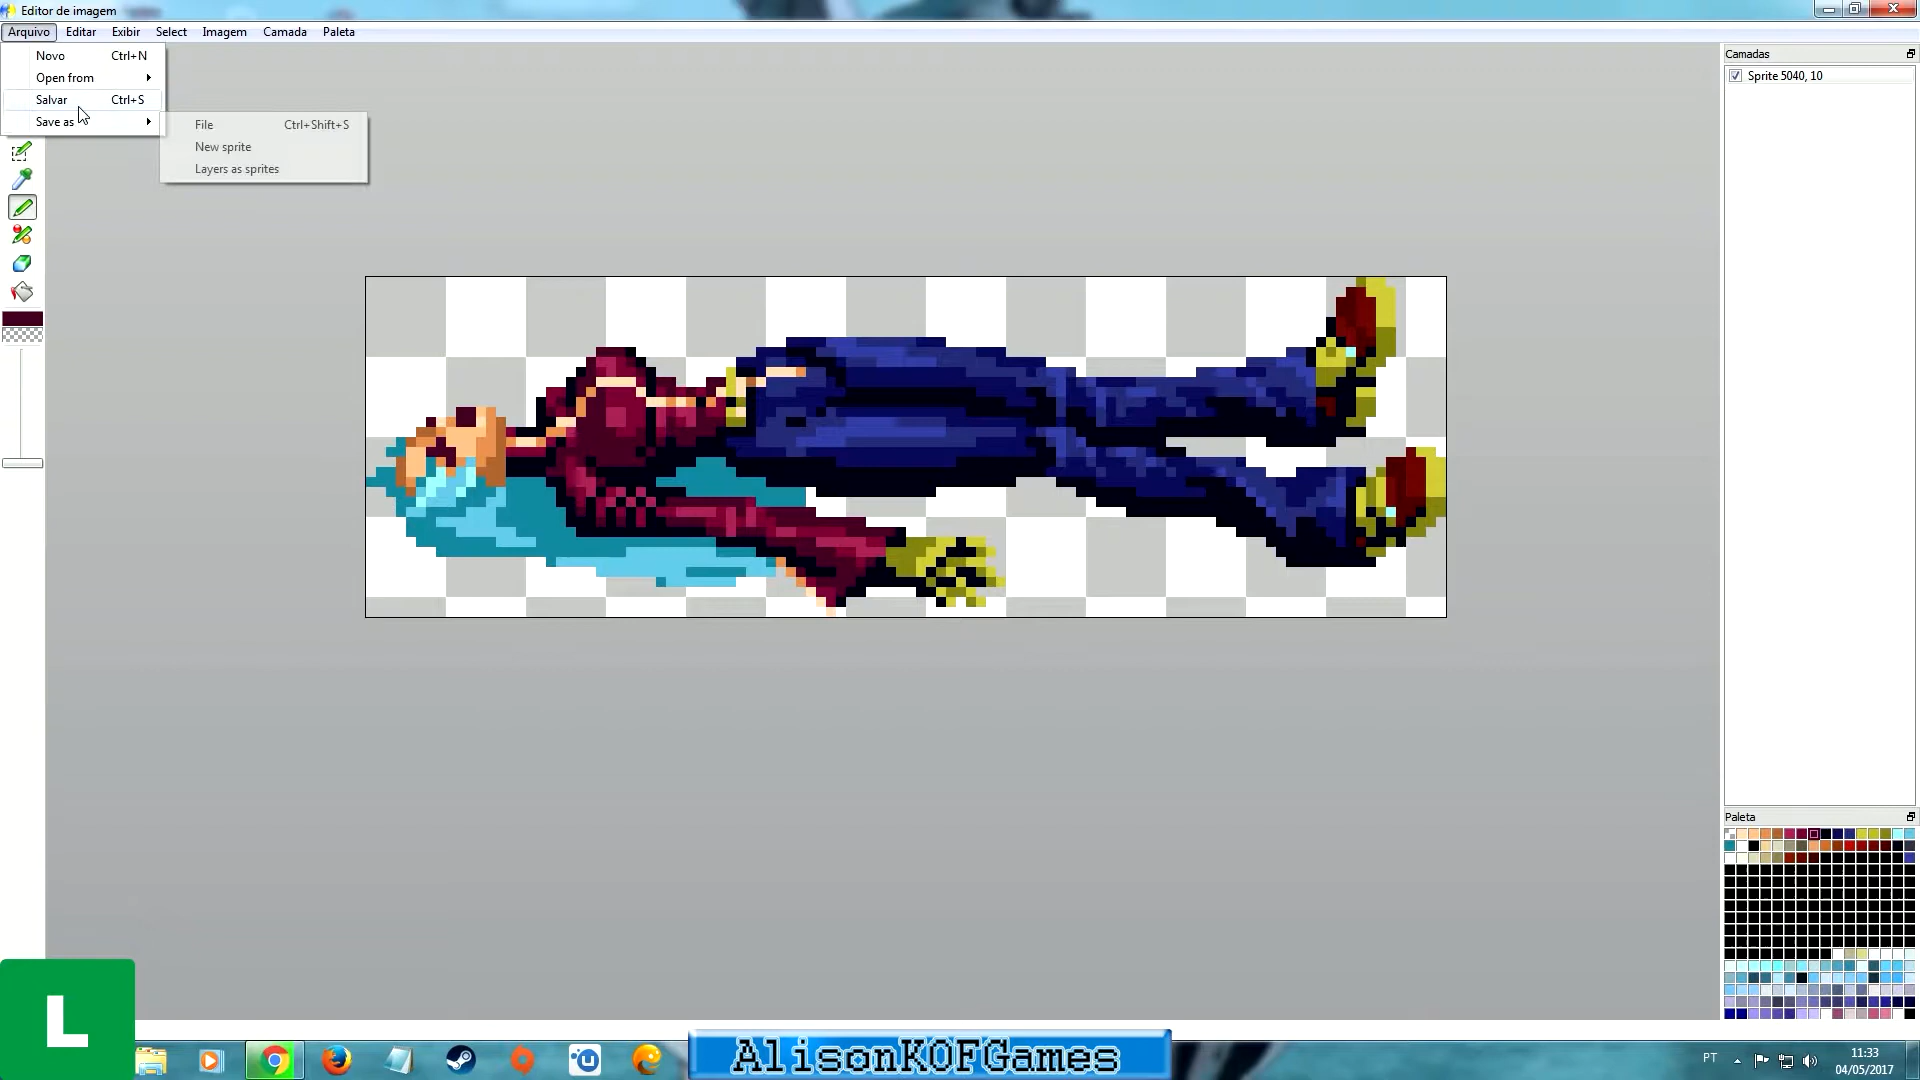 Editor de imagem
Arquivo Editar Exibir Select Imagem Camada Paleta
Novo Ctrl+N
Open from
Salvar Ctrl+S
Save as
File Ctrl+Shift+S
New sprite
Layers as sprites
Camadas
Sprite 5040, 10
Paleta
L
AlisonKOFGames
PT
11:33
04/05/2017